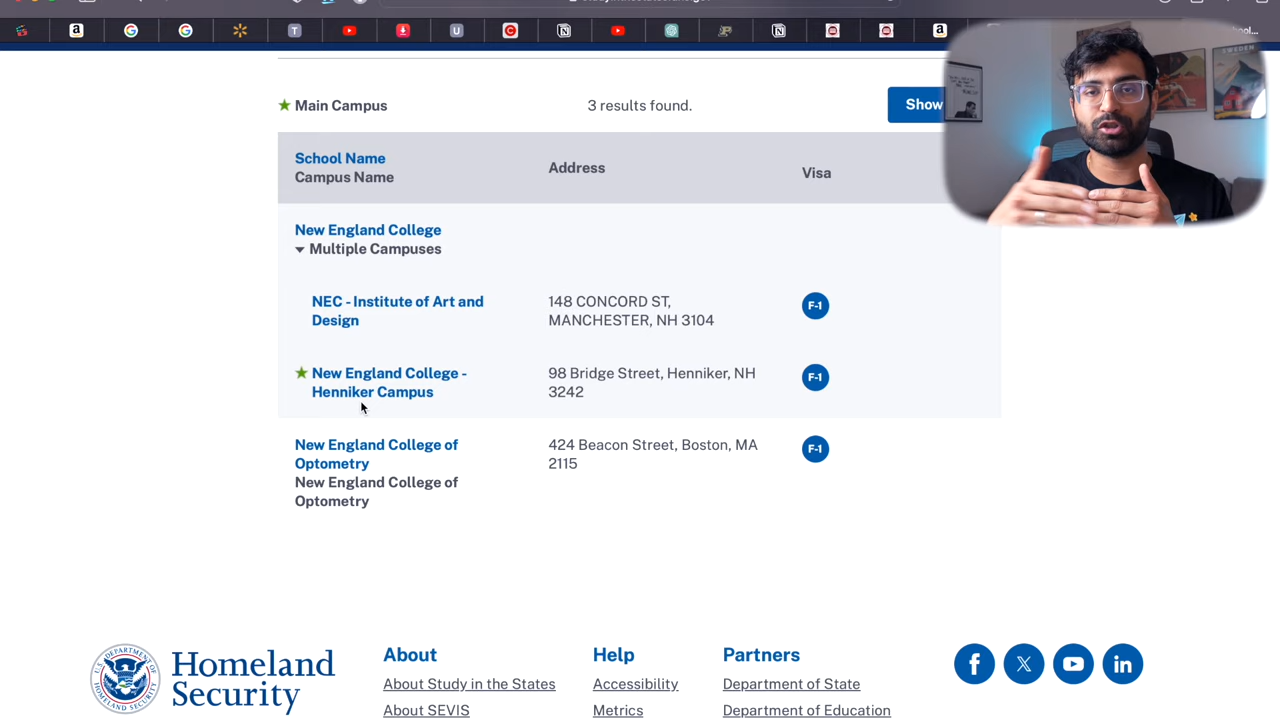 Main Campus
3 results found.
Show
School Name
Campus Name
Address
Visa
New England College
Multiple Campuses
NEC - Institute of Art and
Design
148 CONCORD ST,
MANCHESTER, NH 3104
F-1
New England College -
Henniker Campus
98 Bridge Street, Henniker, NH
3242
F-1
New England College of
Optometry
New England College of
Optometry
424 Beacon Street, Boston, MA
2115
F-1
Homeland
Security
About
About Study in the States
About SEVIS
Help
Accessibility
Metrics
Partners
Department of State
Department of Education
SWEDEN